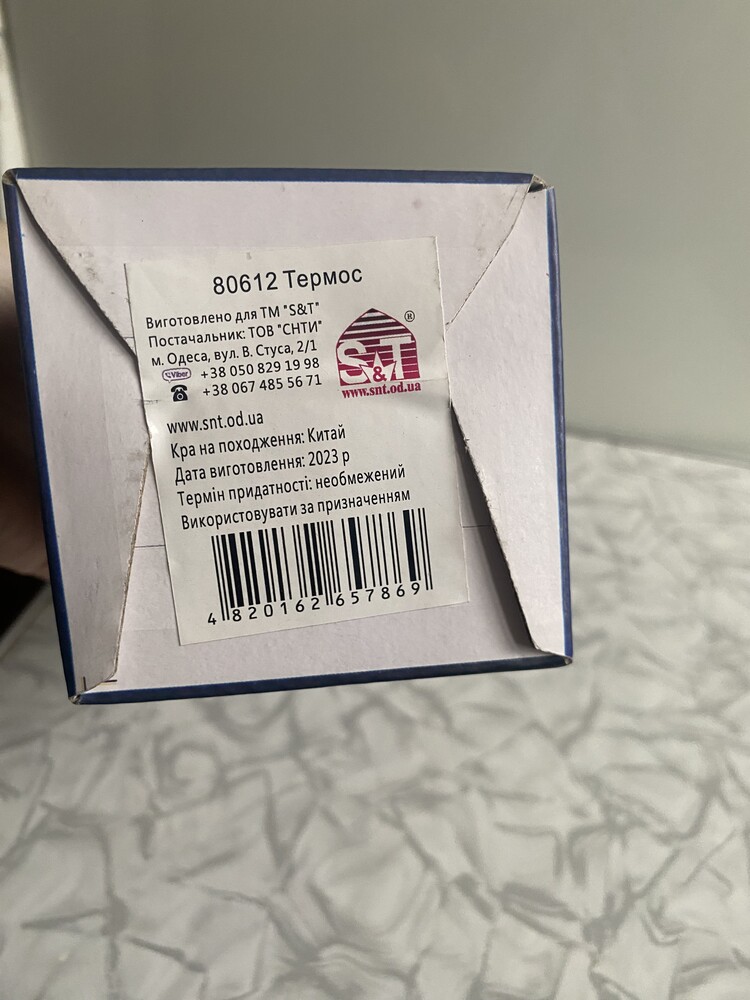 80612 Термос
Виготовлено для ТМ "S&T"
Постачальник: ТОВ "СНТИ"
м. Одеса, вул. В. Стуса, 2/1
Viber +38 050 829 19 98
+38 067 485 56 71
S&T ®
www.snt.od.ua
www.snt.od.ua
Кра на походження: Китай
Дата виготовлення: 2023 р
Термін придатності: необмежений
Використовувати за призначенням
4 820162 657869